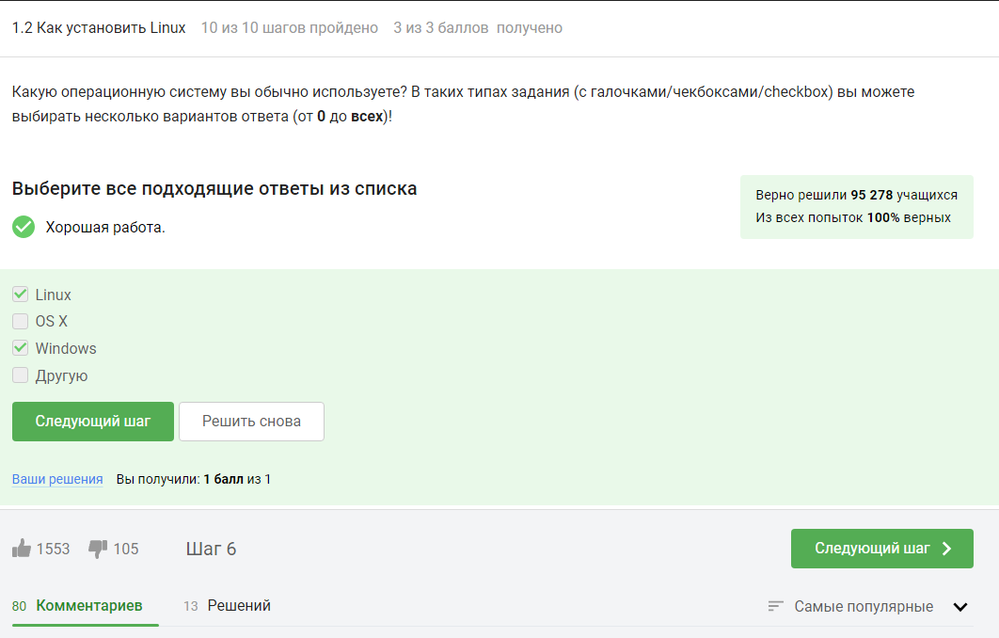 1.2 Как установить Linux 10 из 10 шагов пройдено 3 из 3 баллов получено
Какую операционную систему вы обычно используете? В таких типах задания (с галочками/чекбоксами/checkbox) вы можете
выбирать несколько вариантов ответа (от 0 до всех)!
Выберите все подходящие ответы из списка
Верно решили 95 278 учащихся
Из всех попыток 100% верных
Хорошая работа.
Linux
OS X
Windows
Другую
Следующий шаг Решить снова
Ваши решения Вы получили: 1 балл из 1
1553 105 Шаг 6 Следующий шаг
80 Комментариев 13 Решений Самые популярные